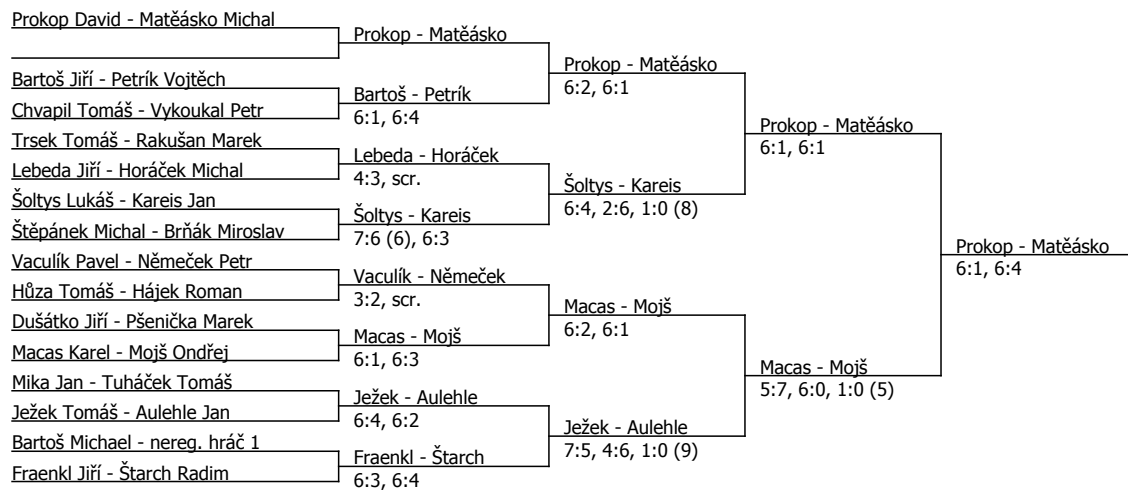 Prokop David - Matěásko Michal
Prokop - Matěásko
Prokop - Matěásko
6:2, 6:1
Bartoš Jiří - Petrík Vojtěch
Bartoš - Petrík
6:1, 6:4
Chvapil Tomáš - Vykoukal Petr
Prokop - Matěásko
6:1, 6:1
Trsek Tomáš - Rakušan Marek
Lebeda - Horáček
4:3, scr.
Lebeda Jiří - Horáček Michal
Šoltys - Kareis
6:4, 2:6, 1:0 (8)
Šoltys Lukáš - Kareis Jan
Šoltys - Kareis
7:6 (6), 6:3
Štěpánek Michal - Brňák Miroslav
Prokop - Matěásko
6:1, 6:4
Vaculík Pavel - Němeček Petr
Vaculík - Němeček
3:2, scr.
Hůza Tomáš - Hájek Roman
Macas - Mojš
6:2, 6:1
Dušátko Jiří - Pšenička Marek
Macas - Mojš
6:1, 6:3
Macas Karel - Mojš Ondřej
Macas - Mojš
5:7, 6:0, 1:0 (5)
Mika Jan - Tuháček Tomáš
Ježek - Aulehle
6:4, 6:2
Ježek Tomáš - Aulehle Jan
Ježek - Aulehle
7:5, 4:6, 1:0 (9)
Bartoš Michael - nereg. hráč 1
Fraenkl - Štarch
6:3, 6:4
Fraenkl Jiří - Štarch Radim